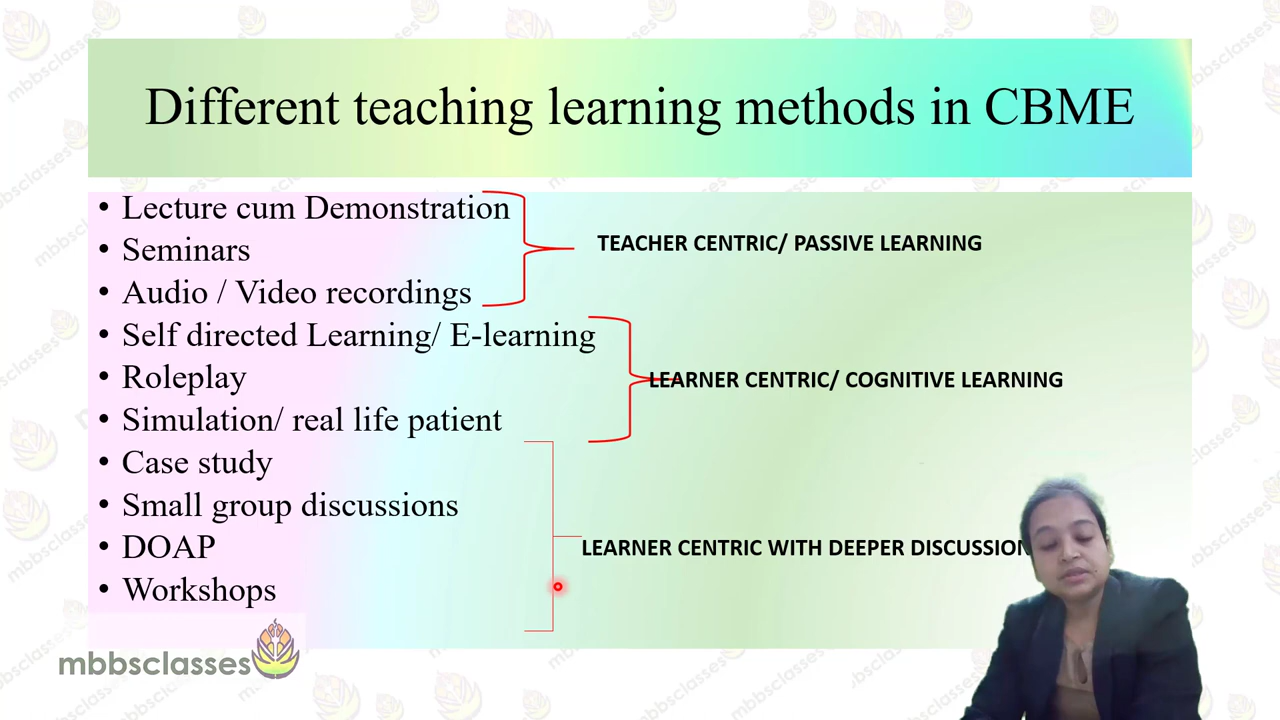 Different teaching learning methods in CBME
• Lecture cum Demonstration
• Seminars
• Audio / Video recordings
TEACHER CENTRIC/ PASSIVE LEARNING
• Self directed Learning/ E-learning
• Roleplay
• Simulation/ real life patient
LEARNER CENTRIC/ COGNITIVE LEARNING
• Case study
• Small group discussions
• DOAP
• Workshops
LEARNER CENTRIC WITH DEEPER DISCUSSION
mbbsclasses